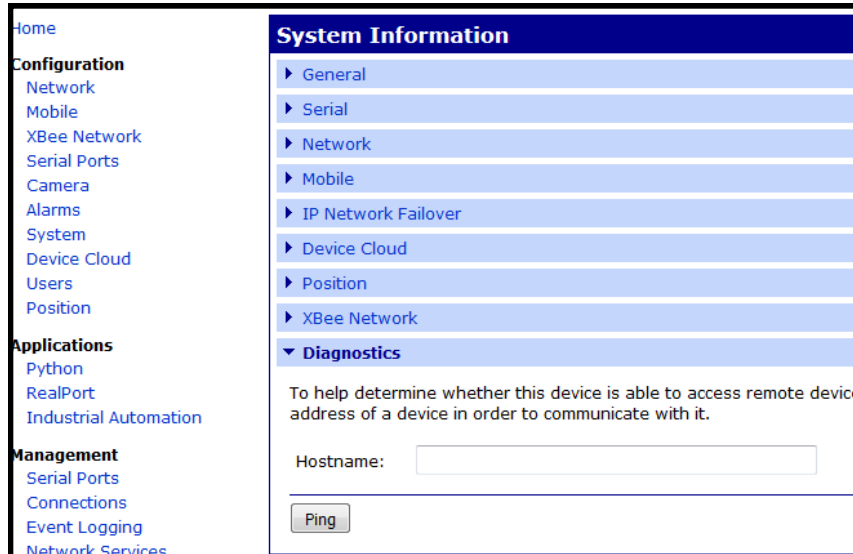 Home
Configuration
Network
Mobile
XBee Network
Serial Ports
Camera
Alarms
System
Device Cloud
Users
Position
Applications
Python
RealPort
Industrial Automation
Management
Serial Ports
Connections
Event Logging
Network Services
System Information
General
Serial
Network
Mobile
IP Network Failover
Device Cloud
Position
XBee Network
Diagnostics
To help determine whether this device is able to access remote
address of a device in order to communicate with it.
Hostname:
Ping